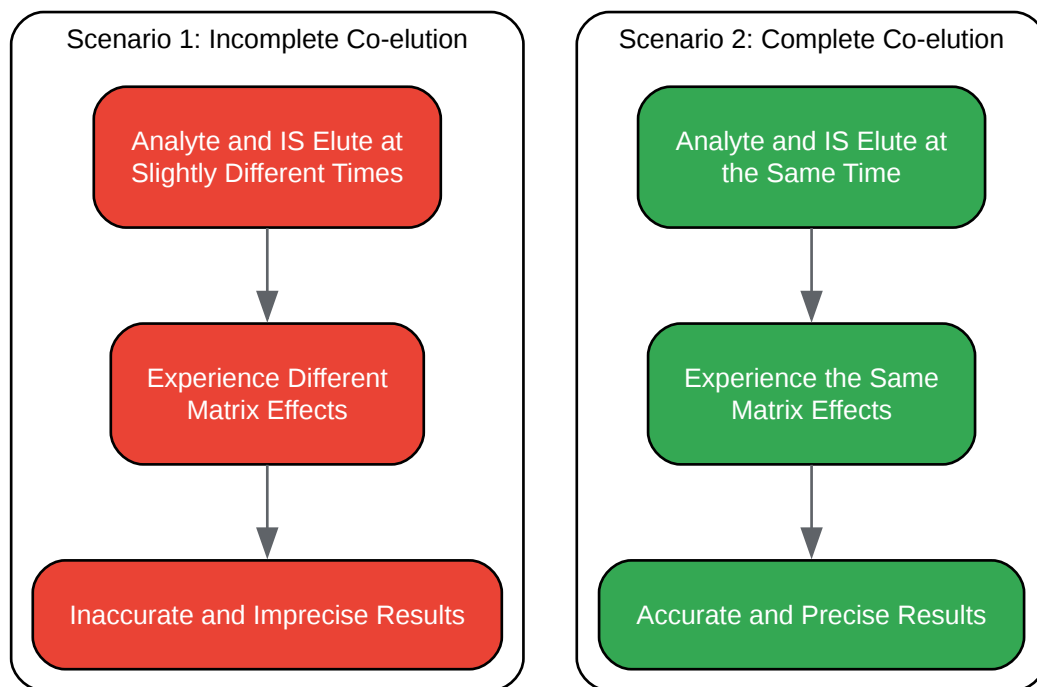 Scenario 1: Incomplete Co-elution
Analyte and IS Elute at
Slightly Different Times
Experience Different
Matrix Effects
Inaccurate and Imprecise Results
Scenario 2: Complete Co-elution
Analyte and IS Elute at
the Same Time
Experience the Same
Matrix Effects
Accurate and Precise Results